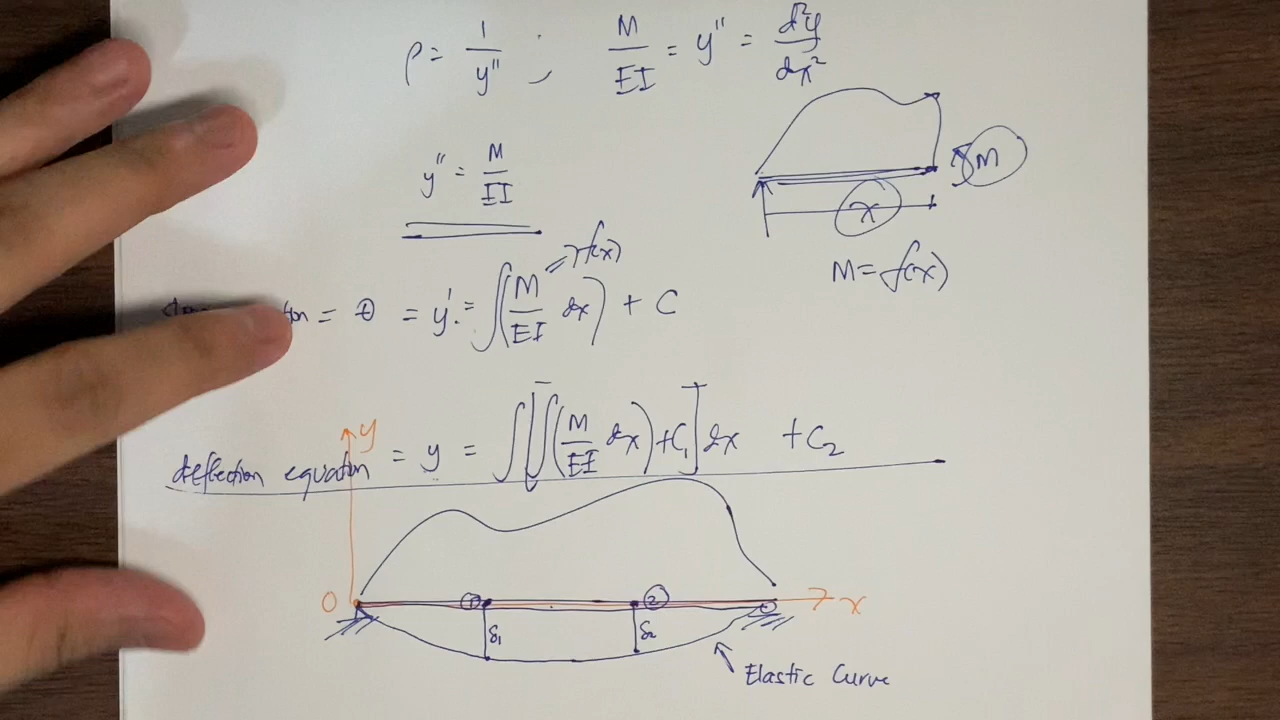 ρ = 1/y'' ; M/EI = y'' = d²y/dx²
y'' = M/EI
M
x
M = f(x)
= θ = y' = ∫(M/EI dx) + C
⇒ f(x)
deflection equation = y = ∫[∫(M/EI dx) + C₁] dx + C₂
y
0 ① ② x
δ₁ δ₂
Elastic Curve